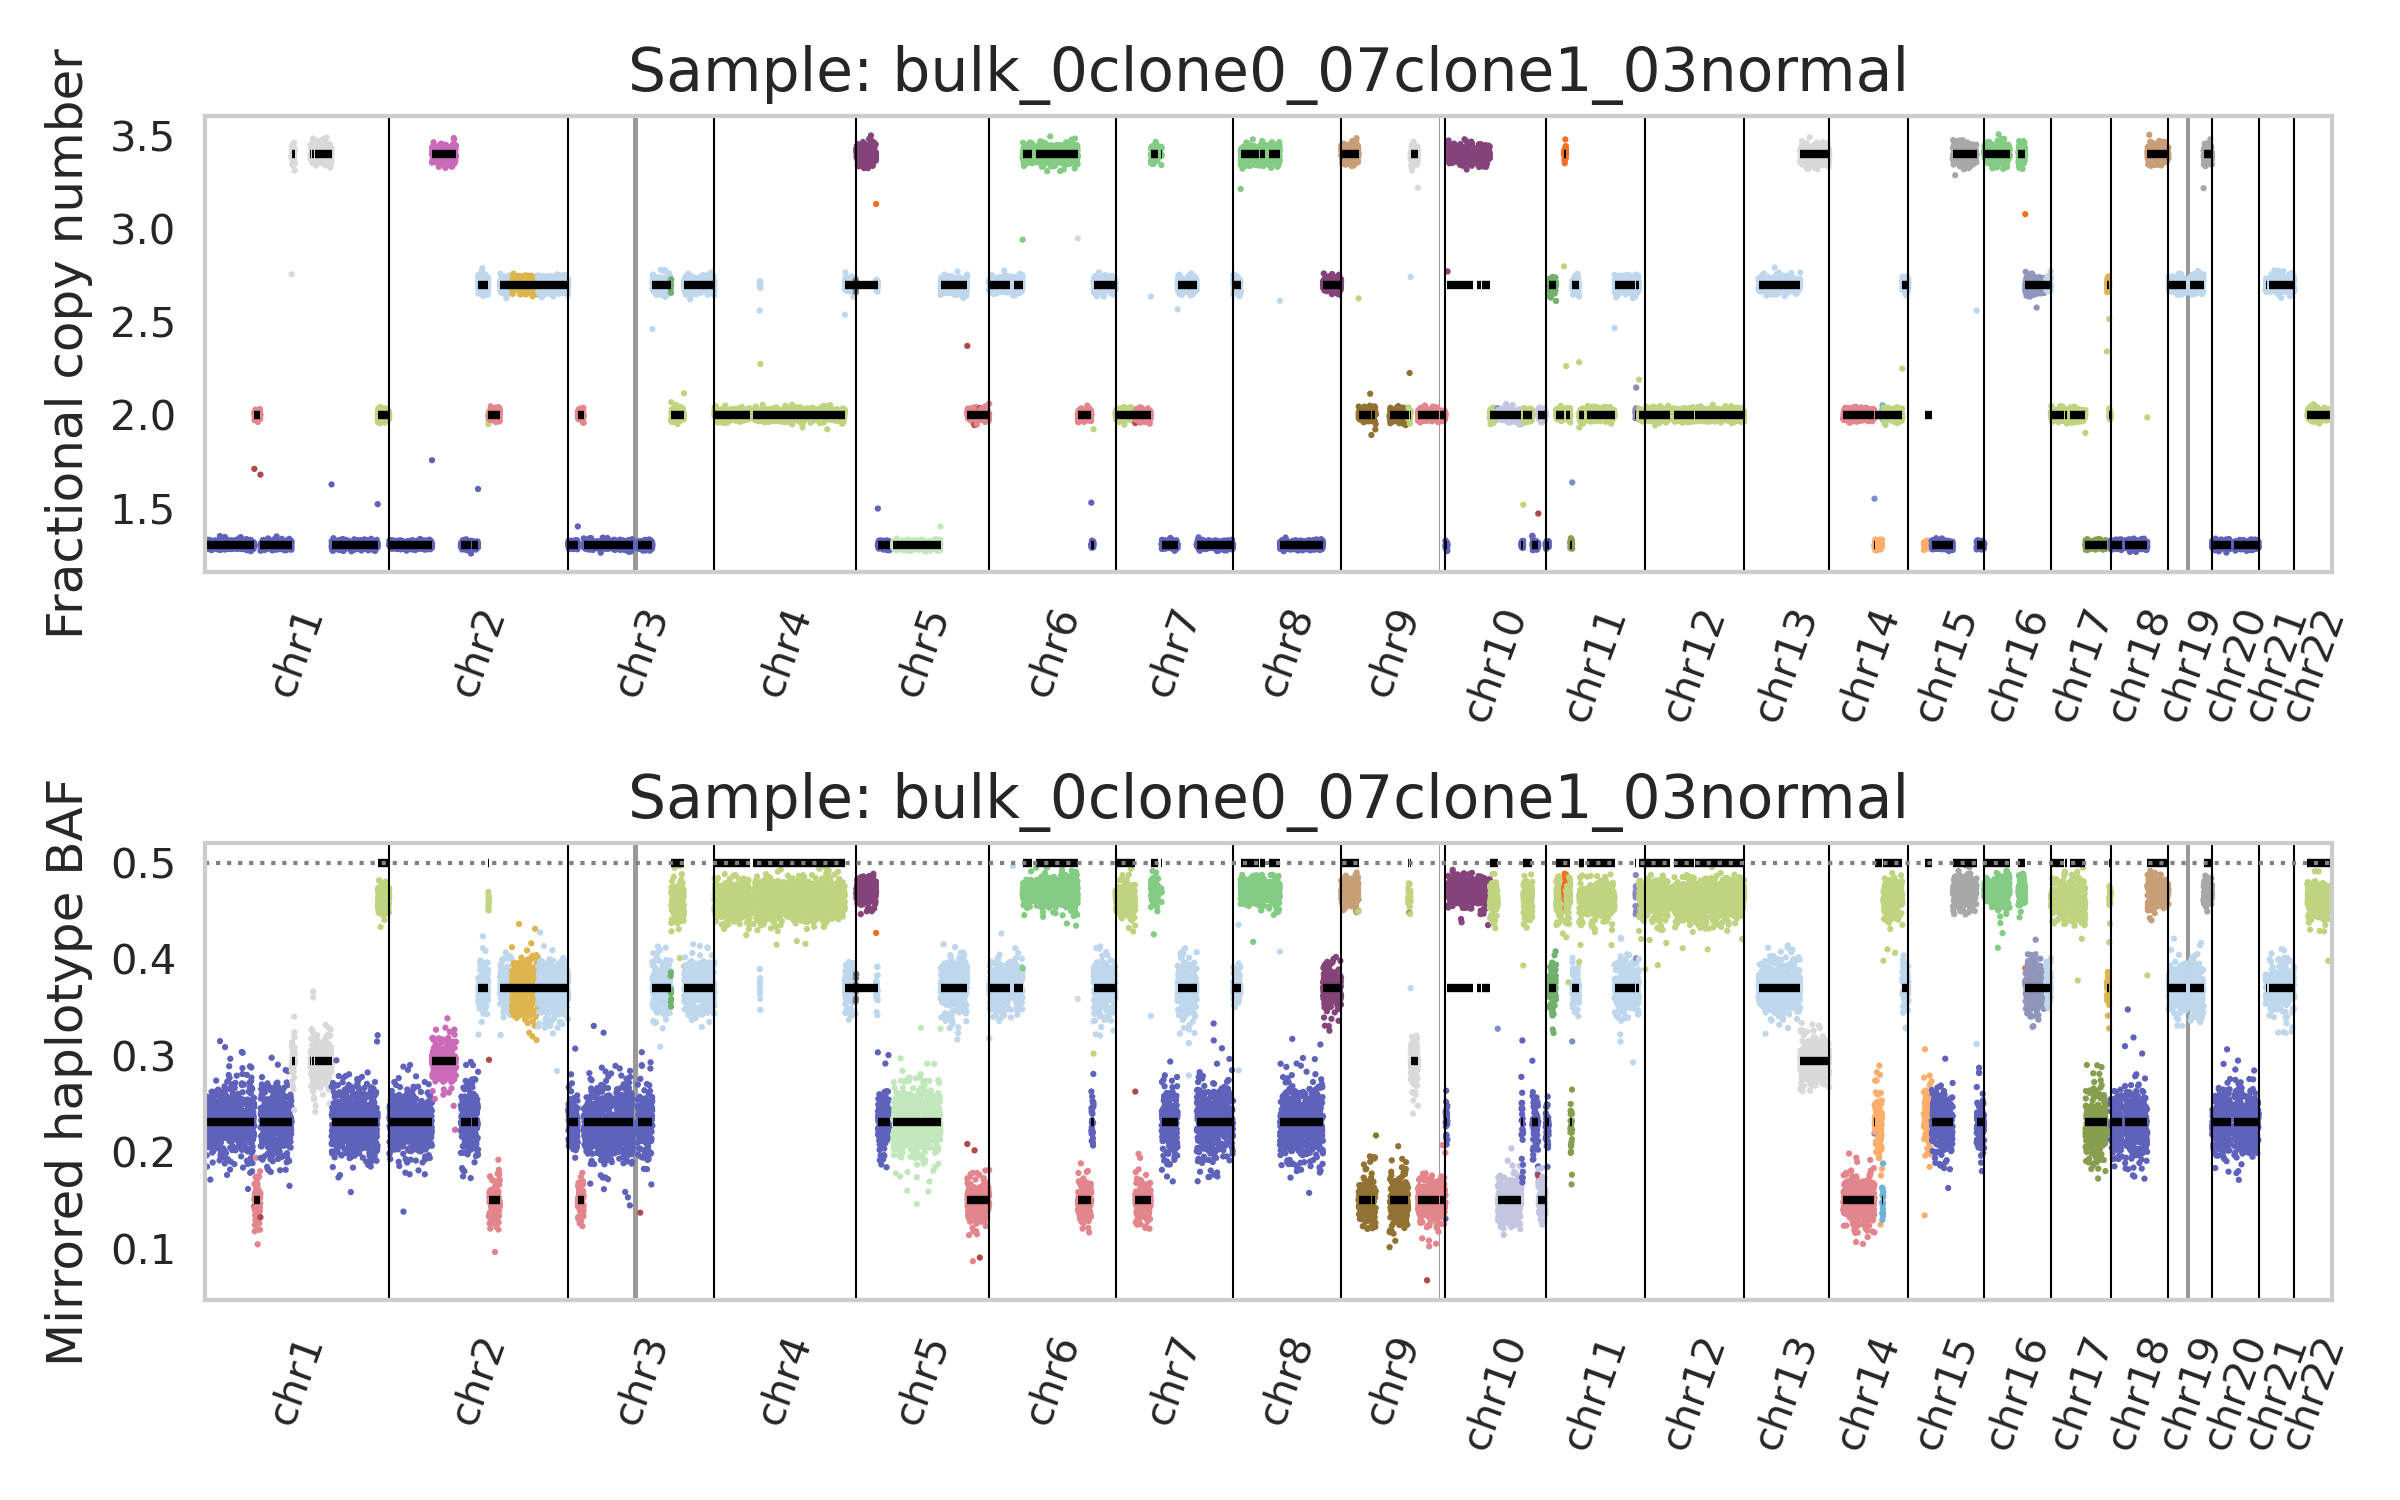 Sample: bulk_0clone0_07clone1_03normal
Fractional copy number
3.5
3.0
2.5
2.0
1.5
chr1 chr2 chr3 chr4 chr5 chr6 chr7 chr8 chr9 chr10 chr11 chr12 chr13 chr14 chr15 chr16 chr17 chr18 chr19 chr20 chr21 chr22
Sample: bulk_0clone0_07clone1_03normal
Mirrored haplotype BAF
0.5
0.4
0.3
0.2
0.1
chr1 chr2 chr3 chr4 chr5 chr6 chr7 chr8 chr9 chr10 chr11 chr12 chr13 chr14 chr15 chr16 chr17 chr18 chr19 chr20 chr21 chr22